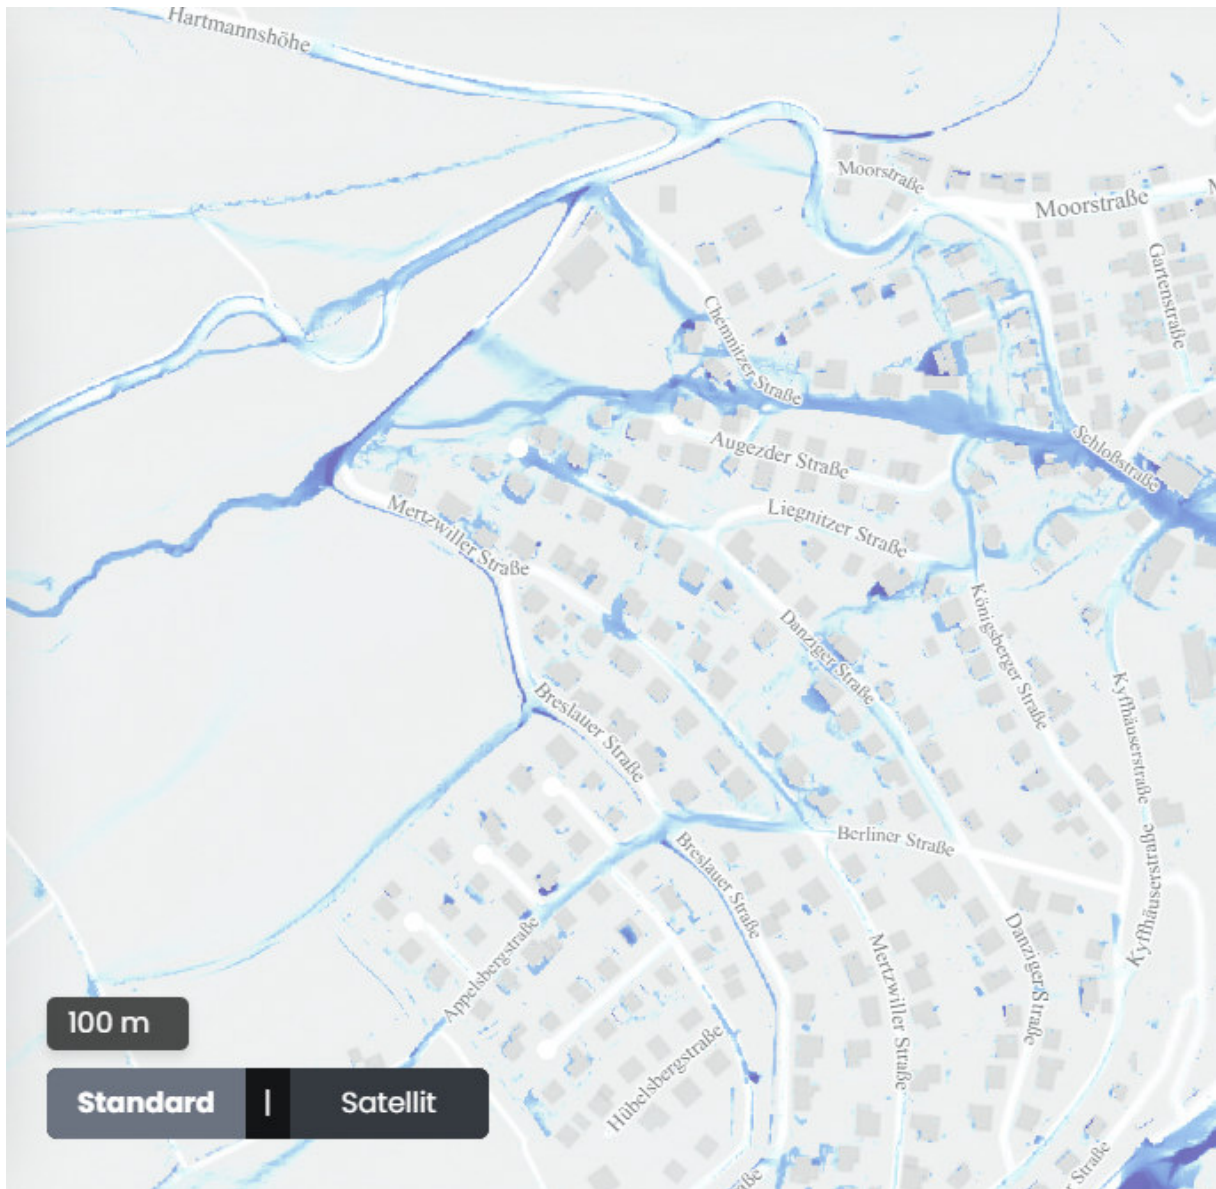 Hartmannshöhe
Moorstraße
Moorstraße
Gartenstraße
Chemnitzer Straße
Schloßstraße
Augezder Straße
Mertzwiller Straße
Liegnitzer Straße
Königsberger Straße
Danziger Straße
Kyffhäuserstraße
Breslauer Straße
Kyffhäuserstraße
Berliner Straße
Breslauer Straße
Appelsbergstraße
Mertzwiller Straße
Danziger Straße
Hübelsbergstraße
100 m
Standard | Satellit